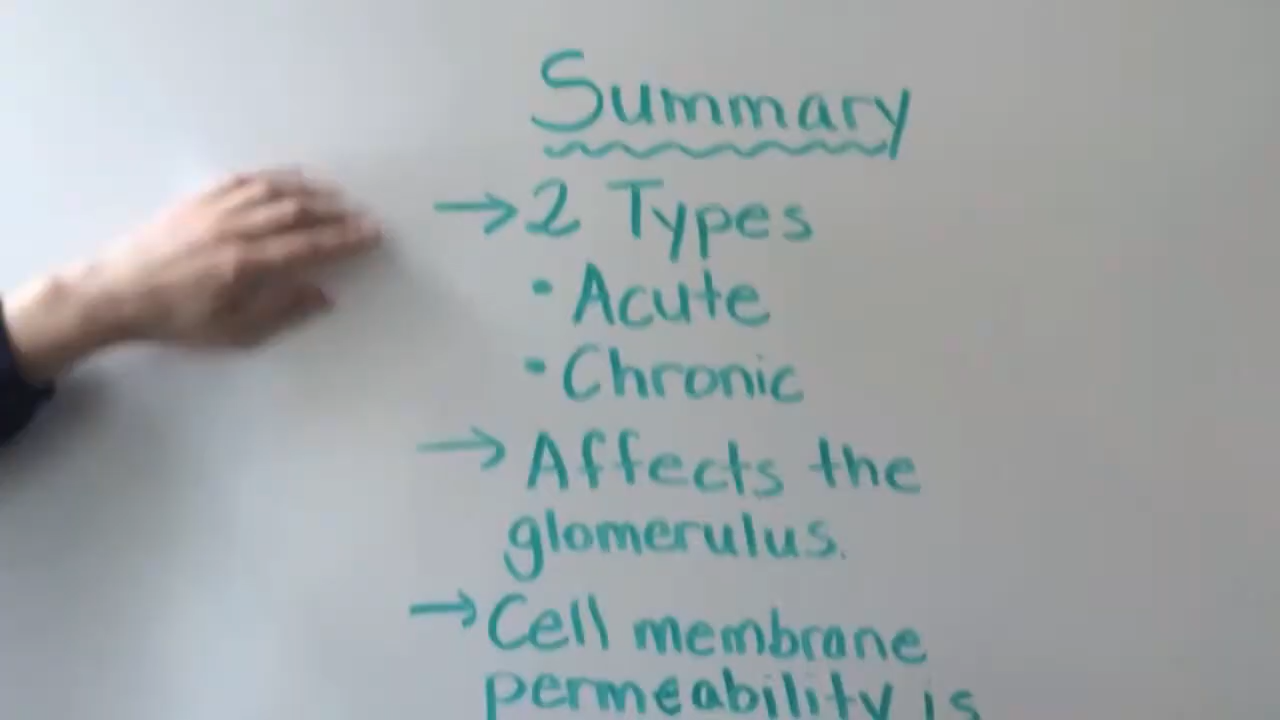 Summary
→2 Types
• Acute
• Chronic
→ Affects the
glomerulus.
→ Cell membrane
permeability is